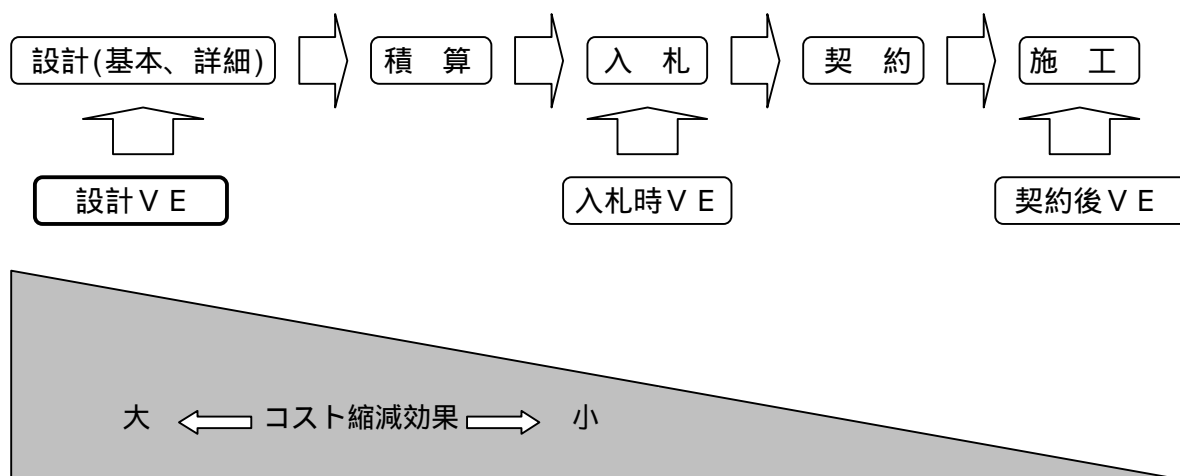 設計(基本、詳細) 積　算 入　札 契　約 施　工
設計ＶＥ 入札時ＶＥ 契約後ＶＥ
大 コスト縮減効果 小